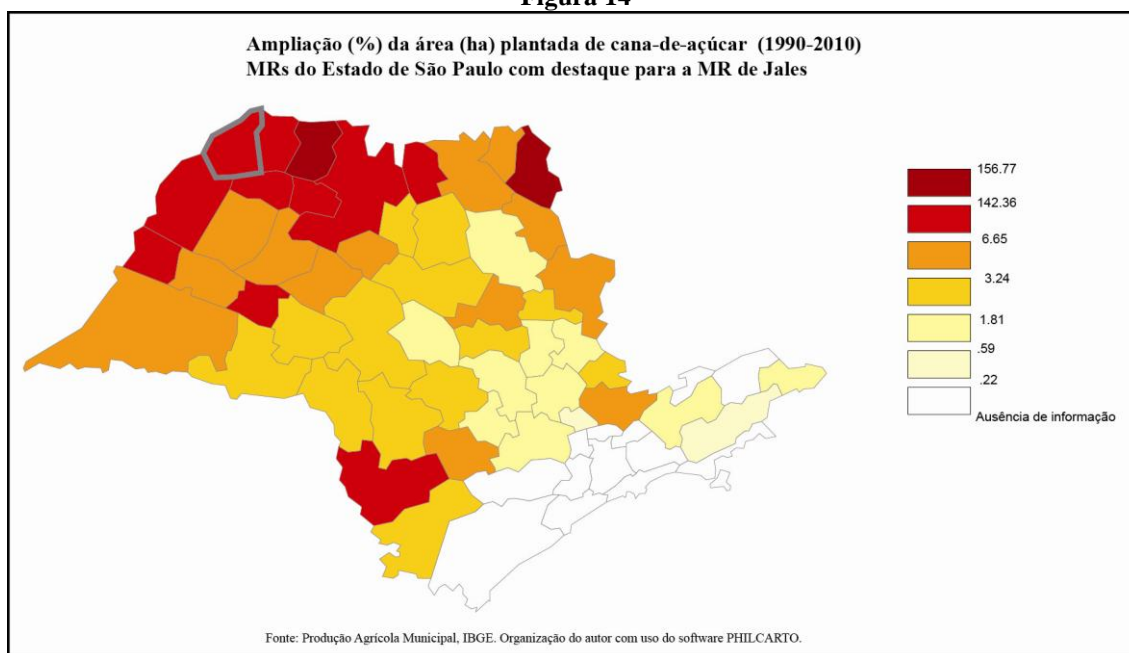 Figura 14
Ampliação (%) da área (ha) plantada de cana-de-açúcar (1990-2010)
MRs do Estado de São Paulo com destaque para a MR de Jales
156.77
142.36
6.65
3.24
1.81
.59
.22
Ausência de informação
Fonte: Produção Agrícola Municipal, IBGE. Organização do autor com uso do software PHILCARTO.